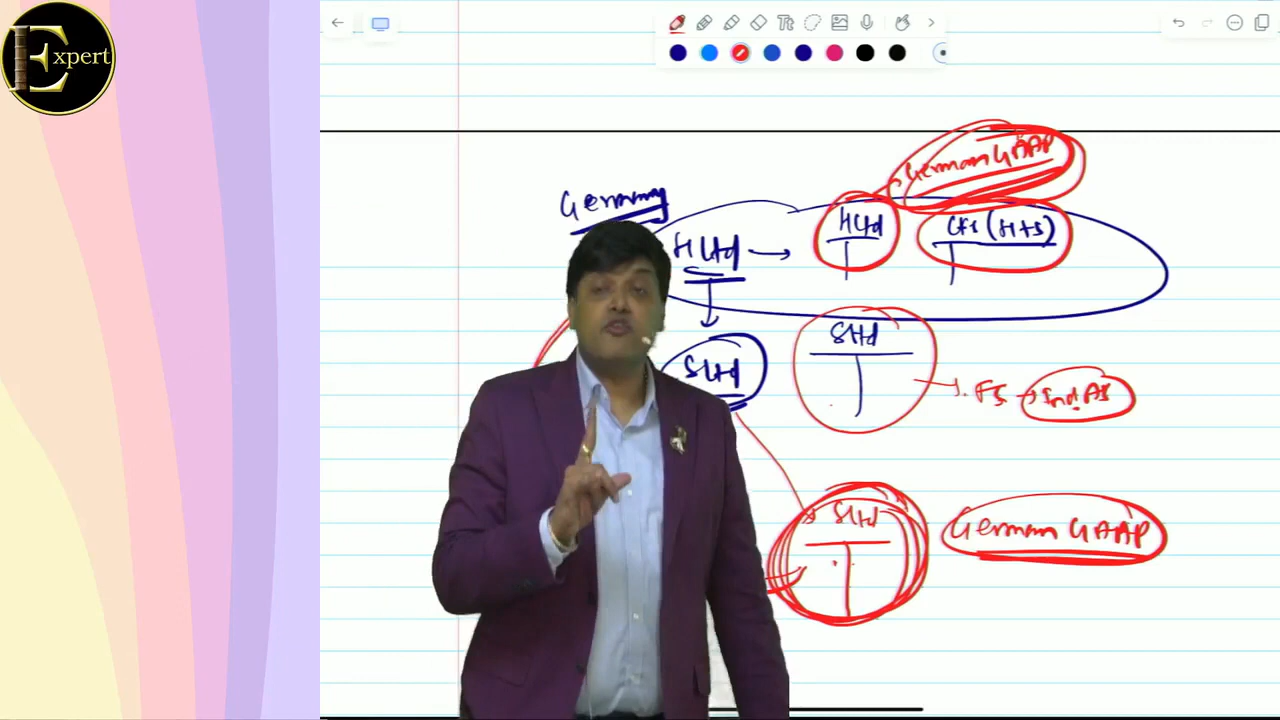 Expert
German GAAP
Germany
H Ltd
CFS (H+S)
H Ltd
S Ltd
S Ltd
FS
Ind AS
S Ltd
German GAAP